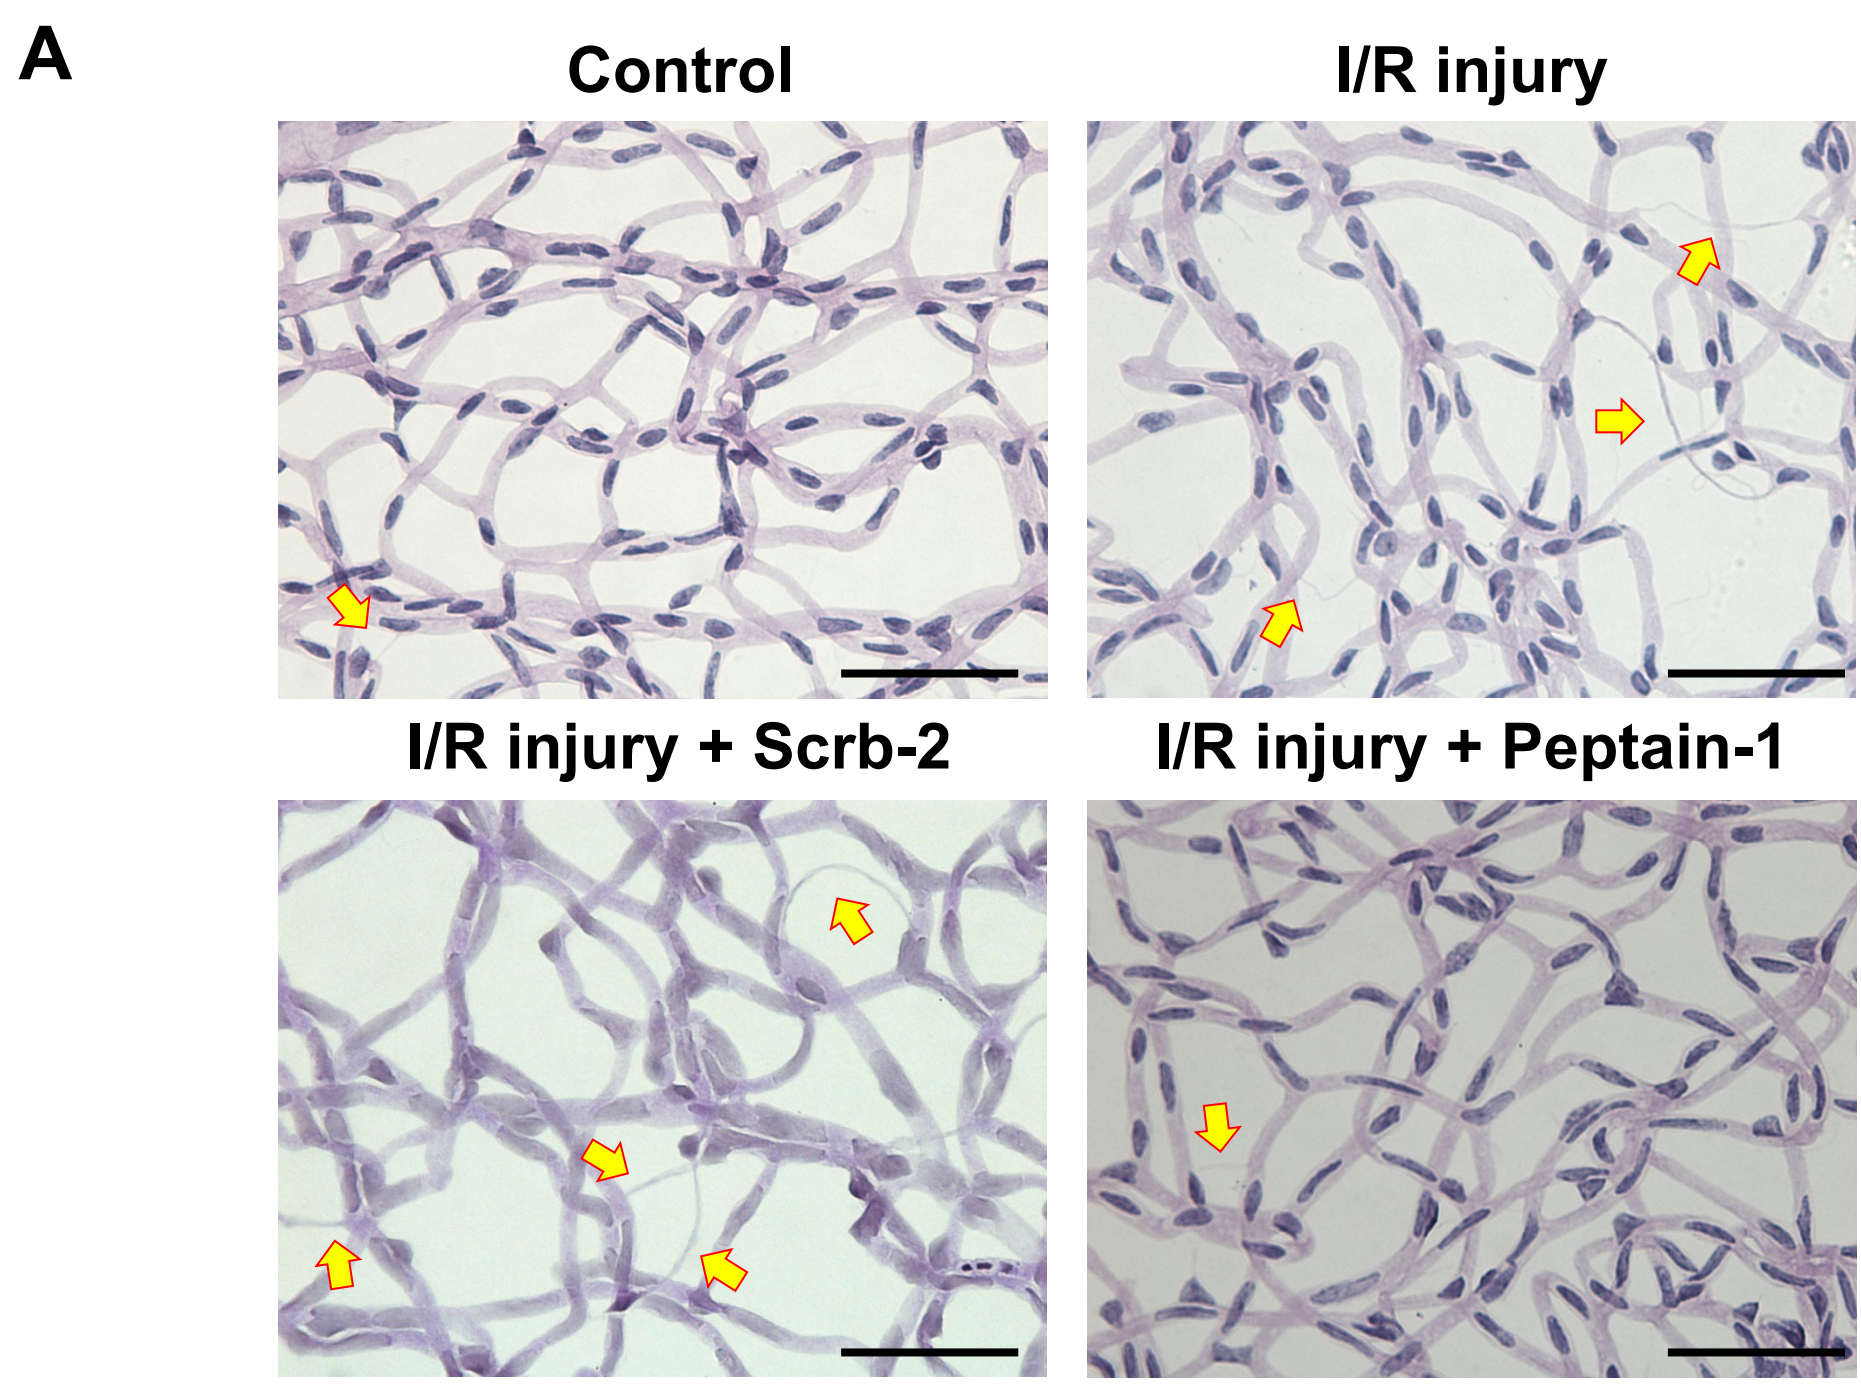 A
Control
I/R injury
I/R injury + Scrb-2
I/R injury + Peptain-1